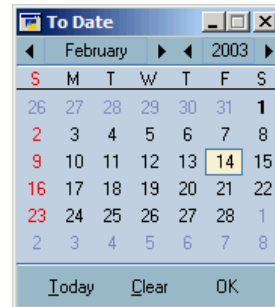 To Date
February 2003
S M T W T F S
26 27 28 29 30 31 1
2 3 4 5 6 7 8
9 10 11 12 13 14 15
16 17 18 19 20 21 22
23 24 25 26 27 28 1
2 3 4 5 6 7 8
Today Clear OK